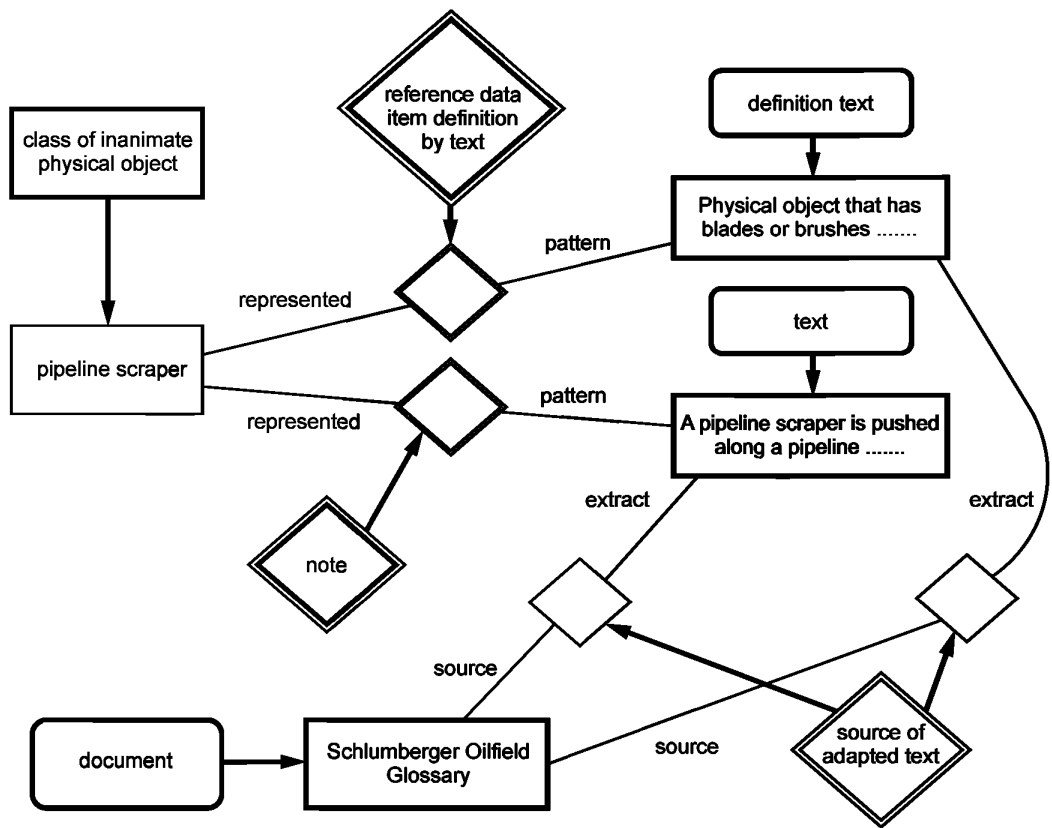 reference data
item definition
by text
definition text
class of inanimate
physical object
Physical object that has
blades or brushes .......
pattern
represented
text
pipeline scraper
pattern
represented
A pipeline scraper is pushed
along a pipeline .......
extract
extract
note
source
source of
adapted text
source
document
Schlumberger Oilfield
Glossary